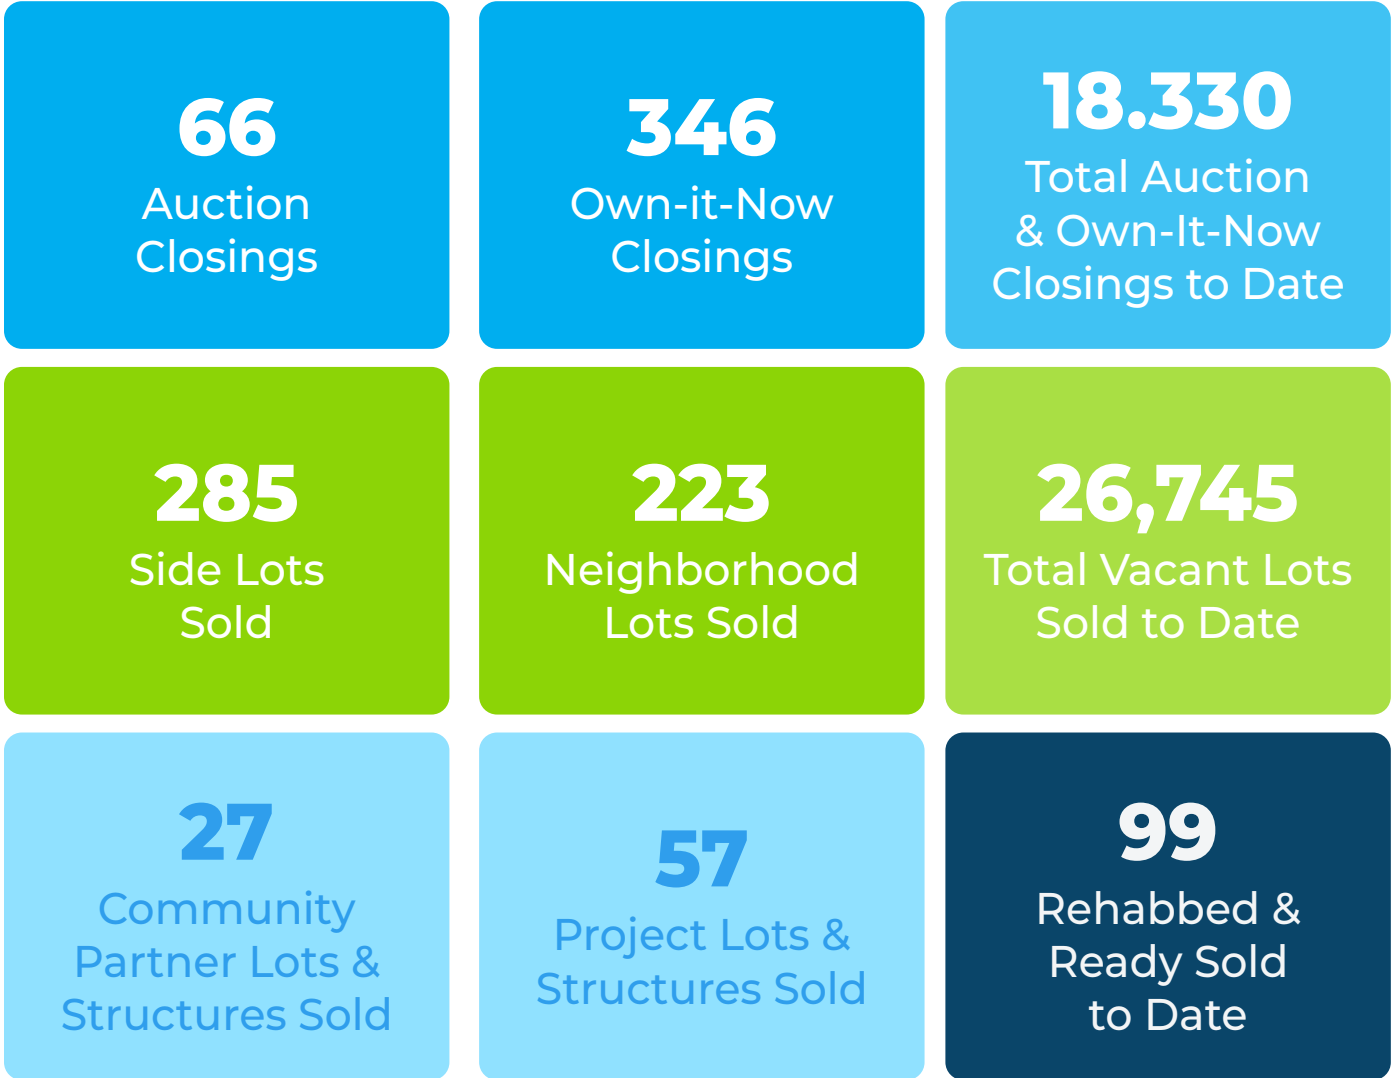 66
Auction
Closings
346
Own-it-Now
Closings
18.330
Total Auction
& Own-It-Now
Closings to Date
285
Side Lots
Sold
223
Neighborhood
Lots Sold
26,745
Total Vacant Lots
Sold to Date
27
Community
Partner Lots &
Structures Sold
57
Project Lots &
Structures Sold
99
Rehabbed &
Ready Sold
to Date